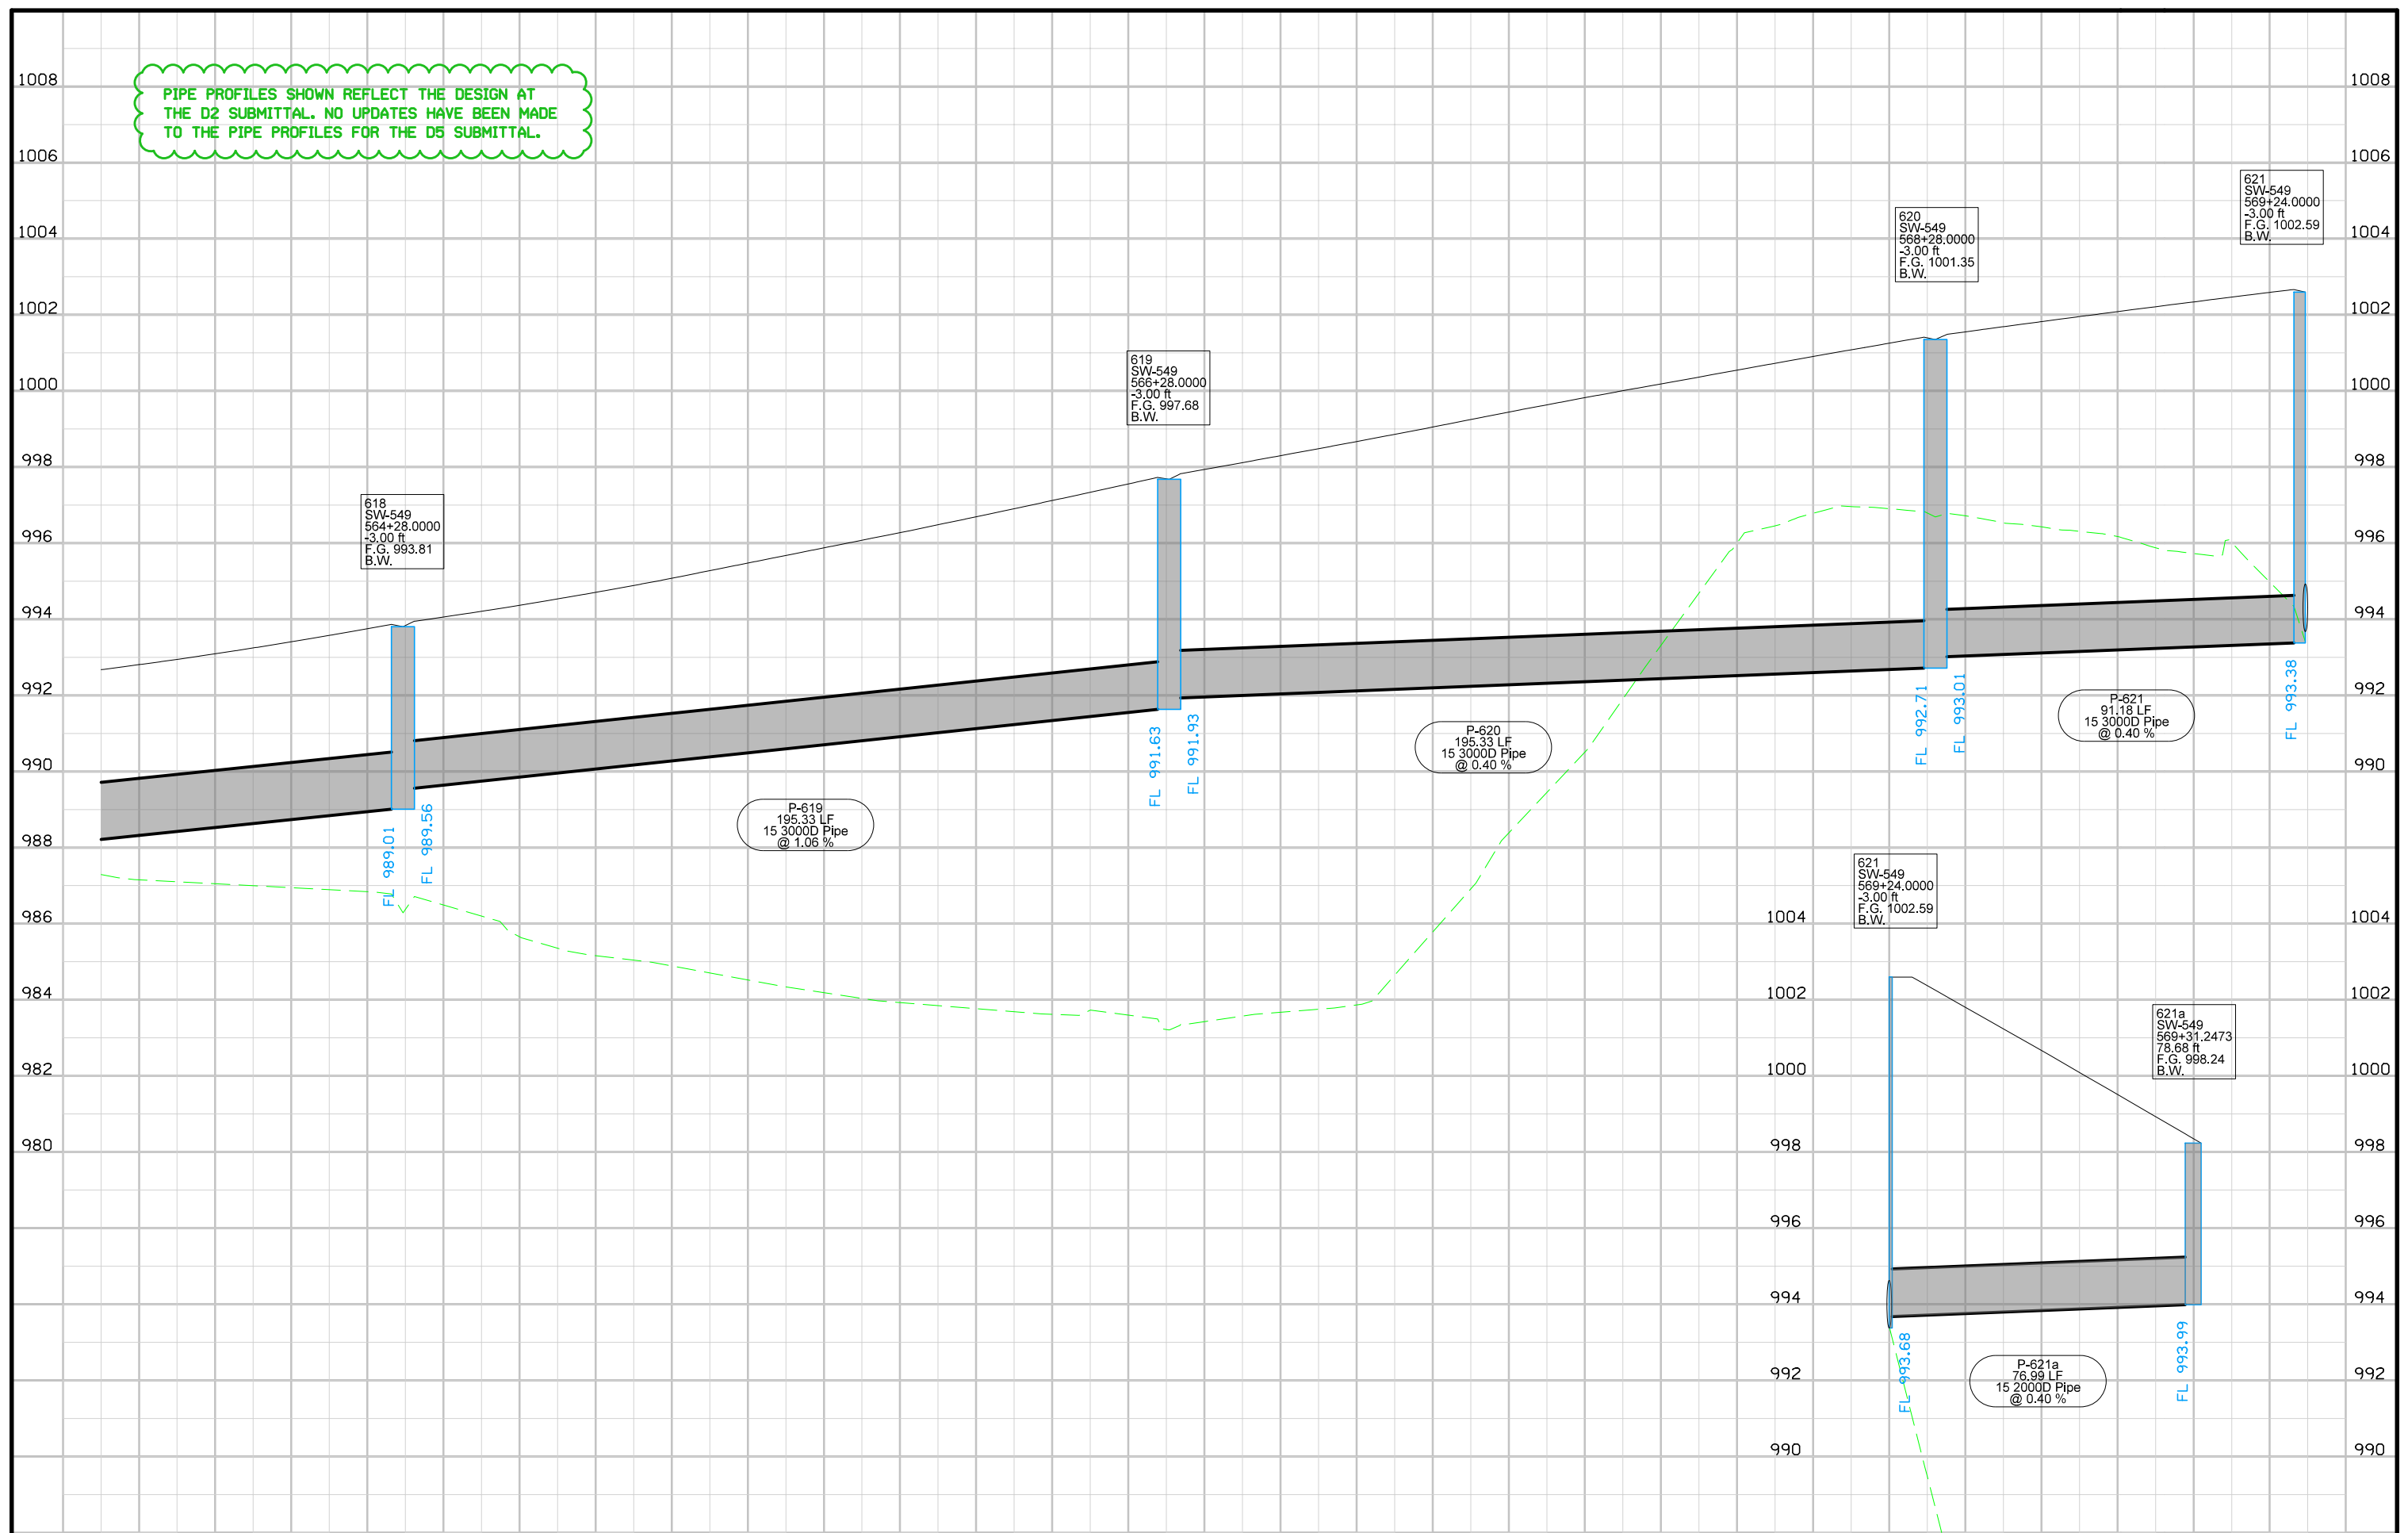 PIPE PROFILES SHOWN REFLECT THE DESIGN AT
THE D2 SUBMITTAL. NO UPDATES HAVE BEEN MADE
TO THE PIPE PROFILES FOR THE D5 SUBMITTAL.
1008
1006
1004
1002
1000
998
996
994
992
990
988
986
984
982
980
618
SW-549
564+28.0000
-3.00 ft
F.G. 993.81
B.W.
619
SW-549
566+28.0000
-3.00 ft
F.G. 997.68
B.W.
620
SW-549
568+28.0000
-3.00 ft
F.G. 1001.35
B.W.
621
SW-549
569+24.0000
-3.00 ft
F.G. 1002.59
B.W.
1008
1006
1004
1002
1000
998
996
994
992
990
FL 989.01
FL 989.56
P-619
195.33 LF
15 3000D Pipe
@ 1.06 %
FL 991.63
FL 991.93
P-620
195.33 LF
15 3000D Pipe
@ 0.40 %
FL 992.71
FL 993.01
P-621
91.18 LF
15 3000D Pipe
@ 0.40 %
FL 993.38
621
SW-549
569+24.0000
-3.00 ft
F.G. 1002.59
B.W.
621a
SW-549
569+31.2473
78.68 ft
F.G. 998.24
B.W.
1004
1002
1000
998
996
994
992
990
1004
1002
1000
998
996
994
992
990
FL 993.68
P-621a
76.99 LF
15 2000D Pipe
@ 0.40 %
FL 993.99